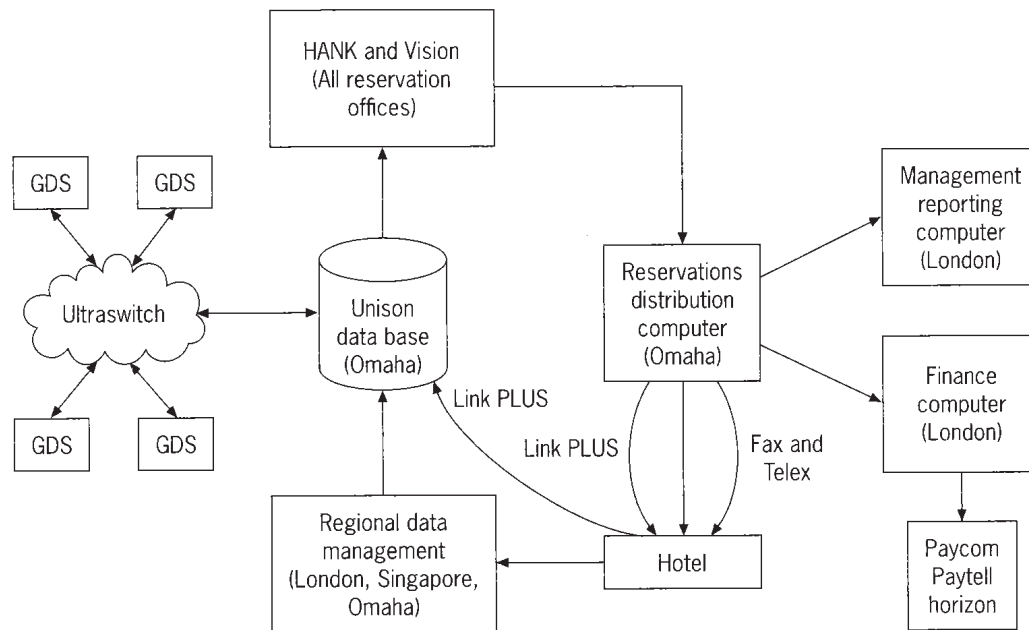 HANK and Vision
(All reservation
offices)
GDS
GDS
Ultraswitch
GDS
GDS
Unison
data base
(Omaha)
Link PLUS
Regional data
management
(London, Singapore,
Omaha)
Reservations
distribution
computer
(Omaha)
Link PLUS
Fax and
Telex
Hotel
Management
reporting
computer
(London)
Finance
computer
(London)
Paycom
Paytell
horizon